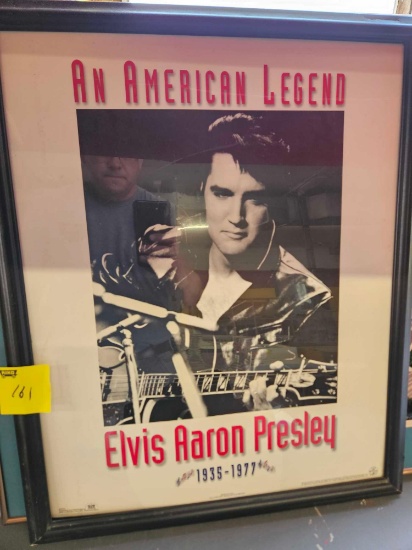 An American Legend
161
Elvis Aaron Presley
1935-1977